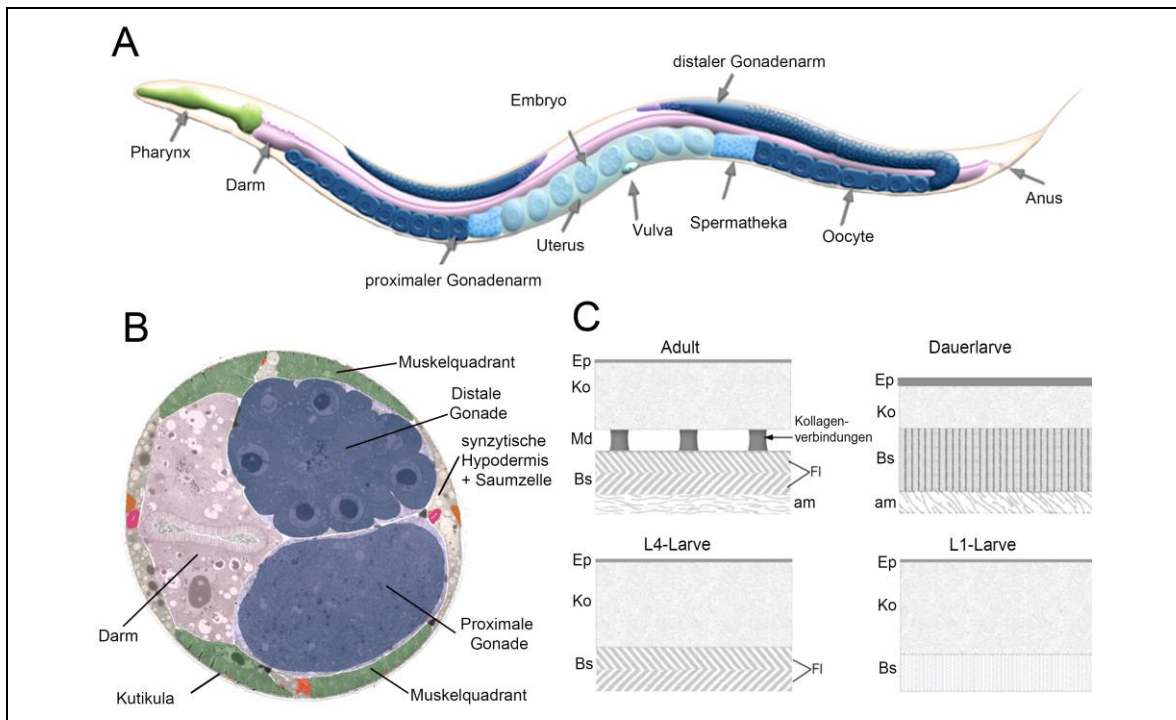 A
distaler Gonadenarm
Embryo
Pharynx
Darm
Uterus
Vulva
Spermatheka
Oocyte
Anus
proximaler Gonadenarm
B
Muskelquadrant
Distale
Gonade
synzytische
Hypodermis
+ Saumzelle
Darm
Proximale
Gonade
Kutikula
Muskelquadrant
C
Adult
Ep
Ko
Md
Kollagen-
verbindungen
Bs
Fl
am
Dauerlarve
Ep
Ko
Bs
am
L4-Larve
Ep
Ko
Bs
Fl
L1-Larve
Ep
Ko
Bs